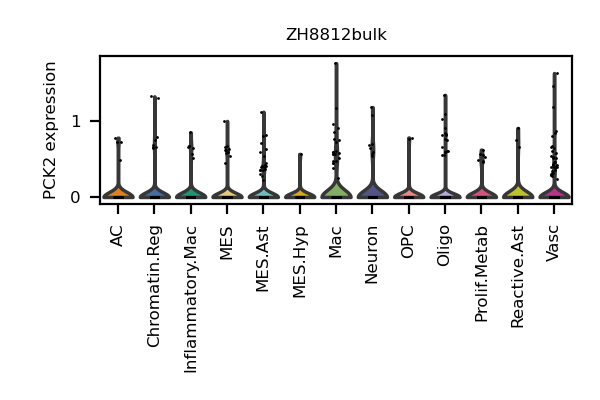 ZH8812bulk
PCK2 expression
1
0
AC
Chromatin.Reg
Inflammatory.Mac
MES
MES.Ast
MES.Hyp
Mac
Neuron
OPC
Oligo
Prolif.Metab
Reactive.Ast
Vasc